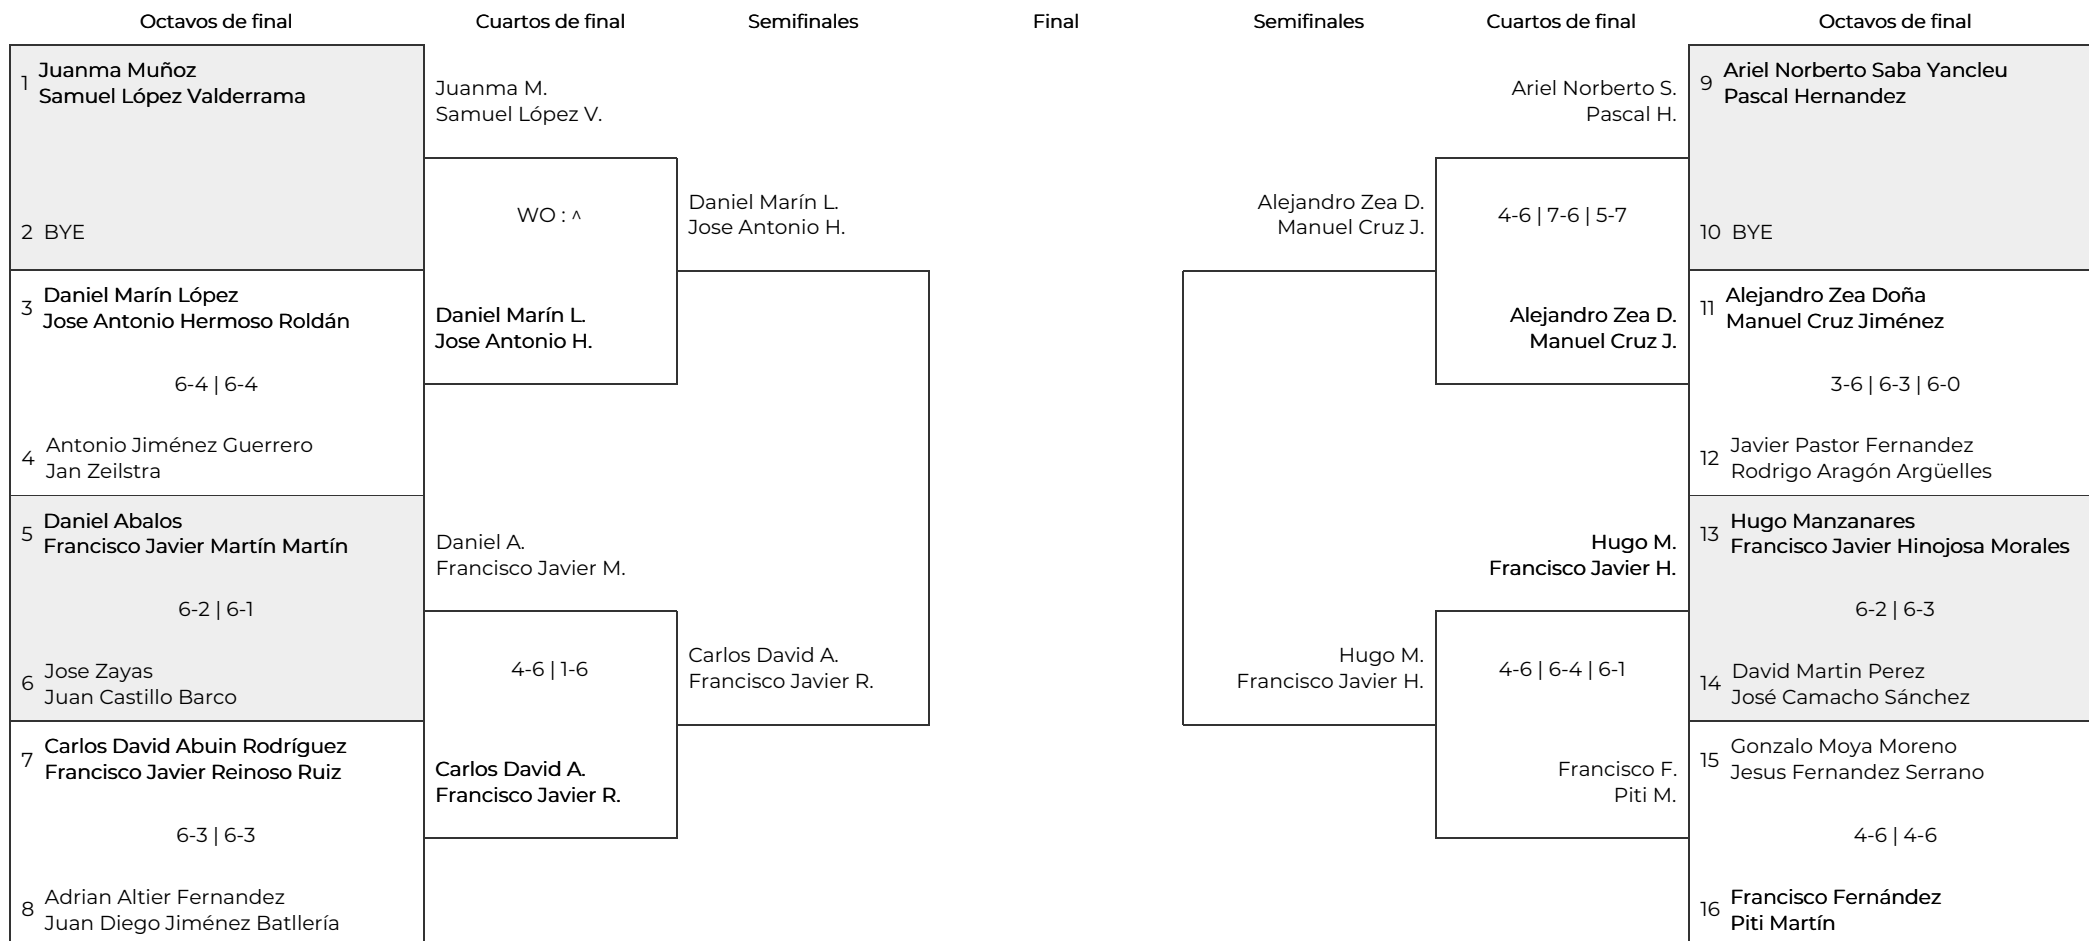 Octavos de final
Cuartos de final
Semifinales
Final
Semifinales
Cuartos de final
Octavos de final
1
Juanma Muñoz
Samuel López Valderrama
2 BYE
3
Daniel Marín López
Jose Antonio Hermoso Roldán
6-4 | 6-4
4
Antonio Jiménez Guerrero
Jan Zeilstra
5
Daniel Abalos
Francisco Javier Martín Martín
6-2 | 6-1
6
Jose Zayas
Juan Castillo Barco
7
Carlos David Abuin Rodríguez
Francisco Javier Reinoso Ruiz
6-3 | 6-3
8
Adrian Altier Fernandez
Juan Diego Jiménez Batllería
Juanma M.
Samuel López V.
WO : ^
Daniel Marín L.
Jose Antonio H.
Daniel A.
Francisco Javier M.
4-6 | 1-6
Carlos David A.
Francisco Javier R.
Daniel Marín L.
Jose Antonio H.
Carlos David A.
Francisco Javier R.
Alejandro Zea D.
Manuel Cruz J.
Hugo M.
Francisco Javier H.
Ariel Norberto S.
Pascal H.
4-6 | 7-6 | 5-7
Alejandro Zea D.
Manuel Cruz J.
Hugo M.
Francisco Javier H.
4-6 | 6-4 | 6-1
Francisco F.
Piti M.
9
Ariel Norberto Saba Yancleu
Pascal Hernandez
10 BYE
11
Alejandro Zea Doña
Manuel Cruz Jiménez
3-6 | 6-3 | 6-0
12
Javier Pastor Fernandez
Rodrigo Aragón Argüelles
13
Hugo Manzanares
Francisco Javier Hinojosa Morales
6-2 | 6-3
14
David Martin Perez
José Camacho Sánchez
15
Gonzalo Moya Moreno
Jesus Fernandez Serrano
4-6 | 4-6
16
Francisco Fernández
Piti Martín